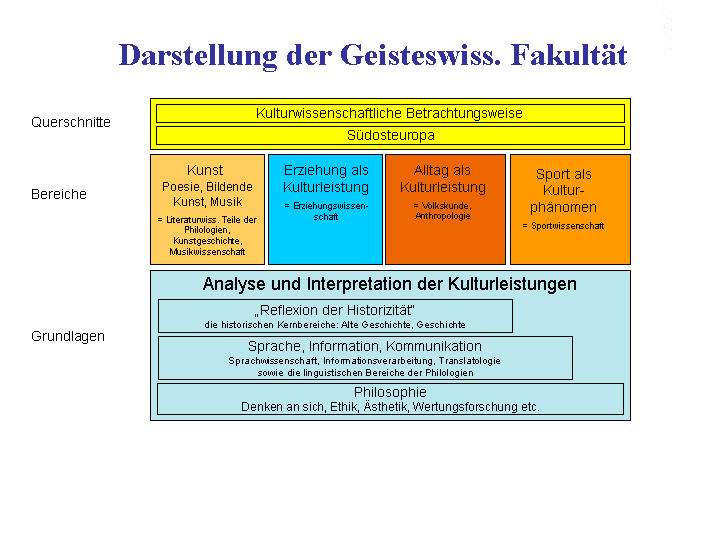 Darstellung der Geisteswiss. Fakultät
Querschnitte
Kulturwissenschaftliche Betrachtungsweise
Südosteuropa
Bereiche
Kunst
Poesie, Bildende
Kunst, Musik
= Literaturwiss. Teile der
Philologien,
Kunstgeschichte,
Musikwissenschaft
Erziehung als
Kulturleistung
= Erziehungswissen-
schaft
Alltag als
Kulturleistung
= Volkskunde,
Anthropologie
Sport als
Kultur-
phänomen
= Sportwissenschaft
Grundlagen
Analyse und Interpretation der Kulturleistungen
„Reflexion der Historizität“
die historischen Kernbereiche: Alte Geschichte, Geschichte
Sprache, Information, Kommunikation
Sprachwissenschaft, Informationsverarbeitung, Translatologie
sowie die linguistischen Bereiche der Philologien
Philosophie
Denken an sich, Ethik, Ästhetik, Wertungsforschung etc.